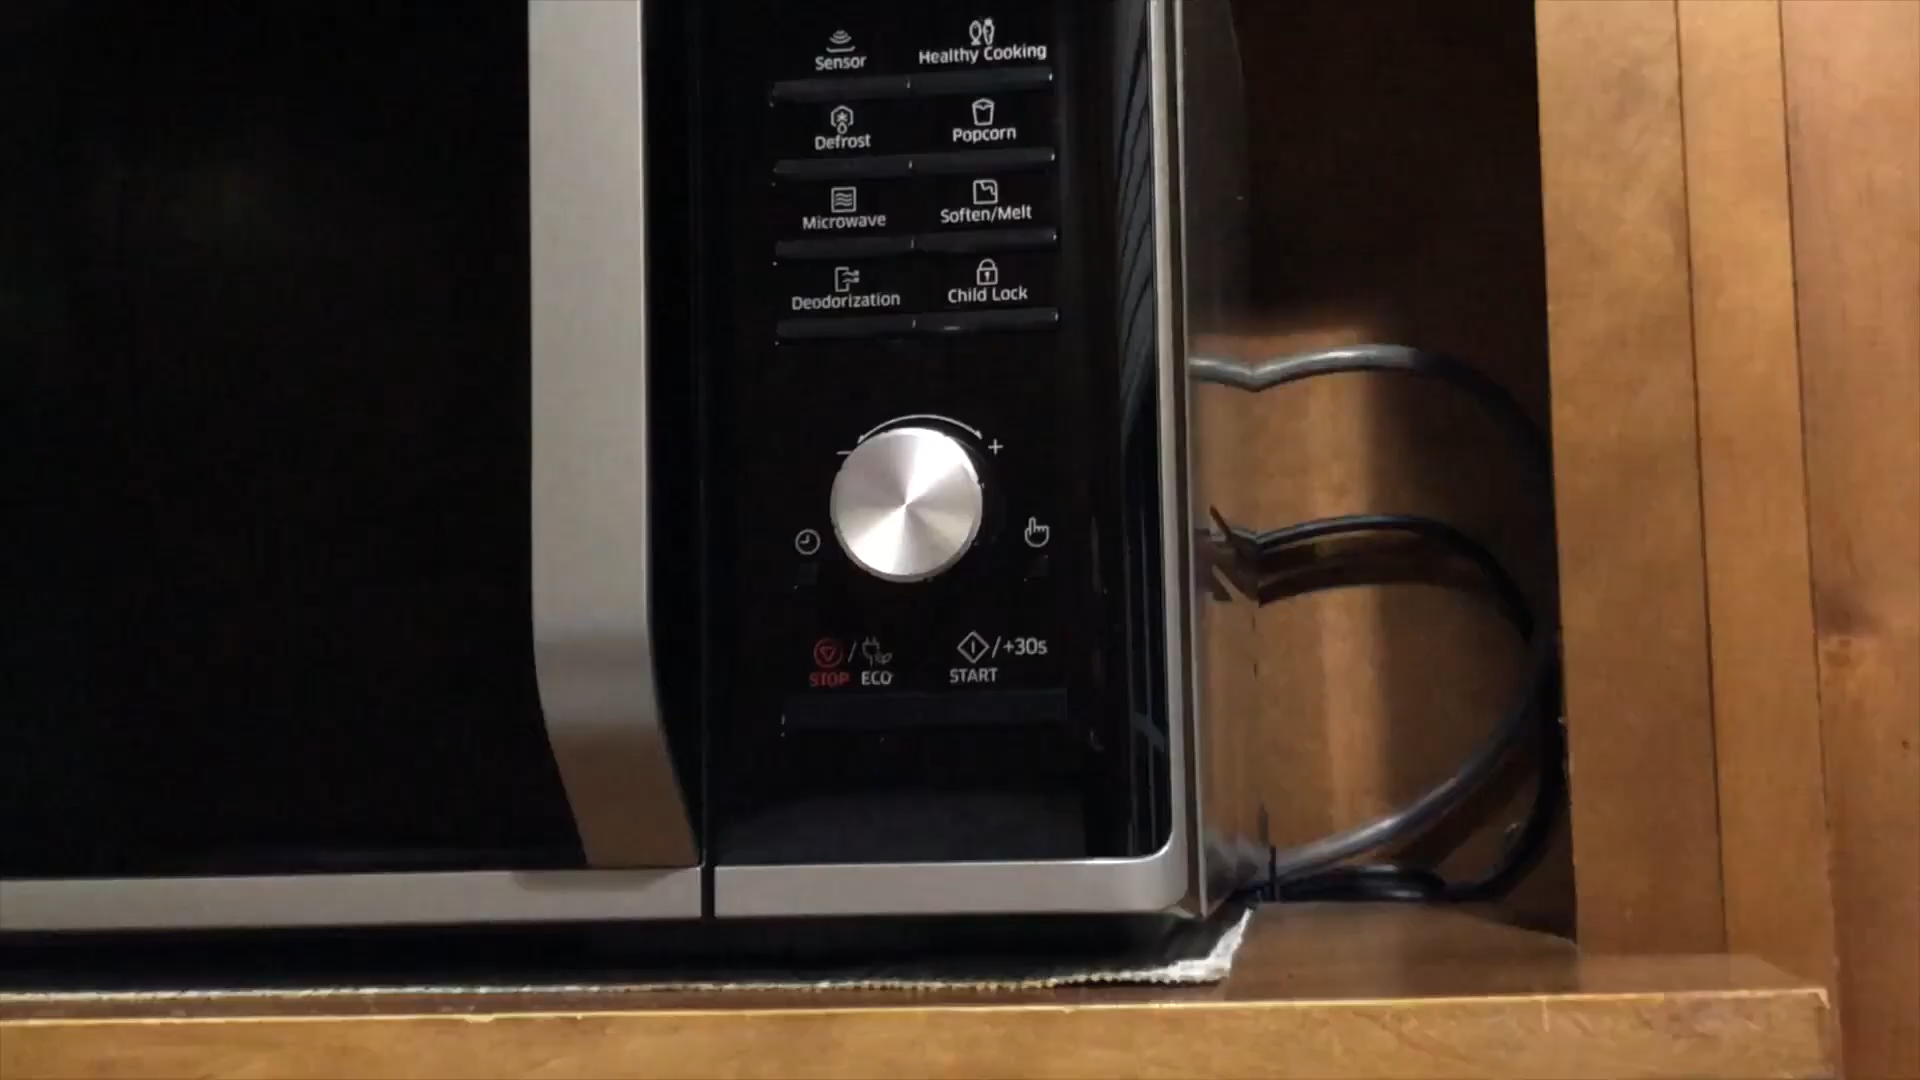 Sensor
Healthy Cooking
Defrost
Popcorn
Microwave
Soften/Melt
Deodorization
Child Lock
- +
/ /+30s
STOP ECO START